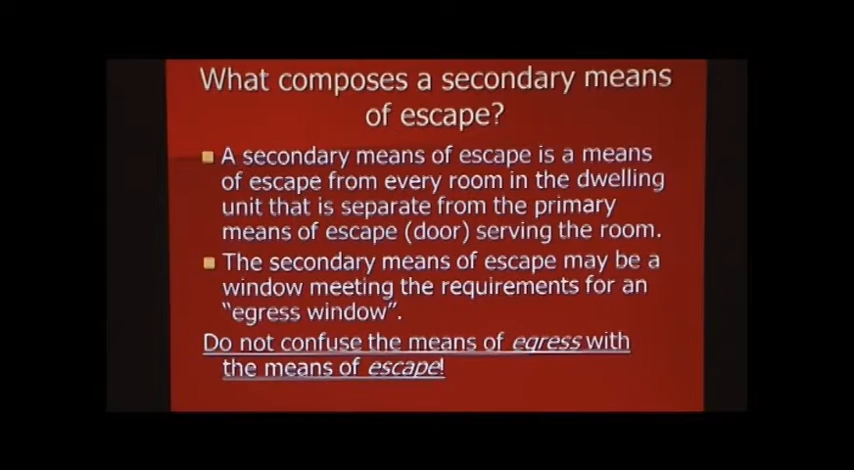 What composes a secondary means
of escape?
A secondary means of escape is a means
of escape from every room in the dwelling
unit that is separate from the primary
means of escape (door) serving the room.
The secondary means of escape may be a
window meeting the requirements for an
“egress window”.
Do not confuse the means of egress with
the means of escape!